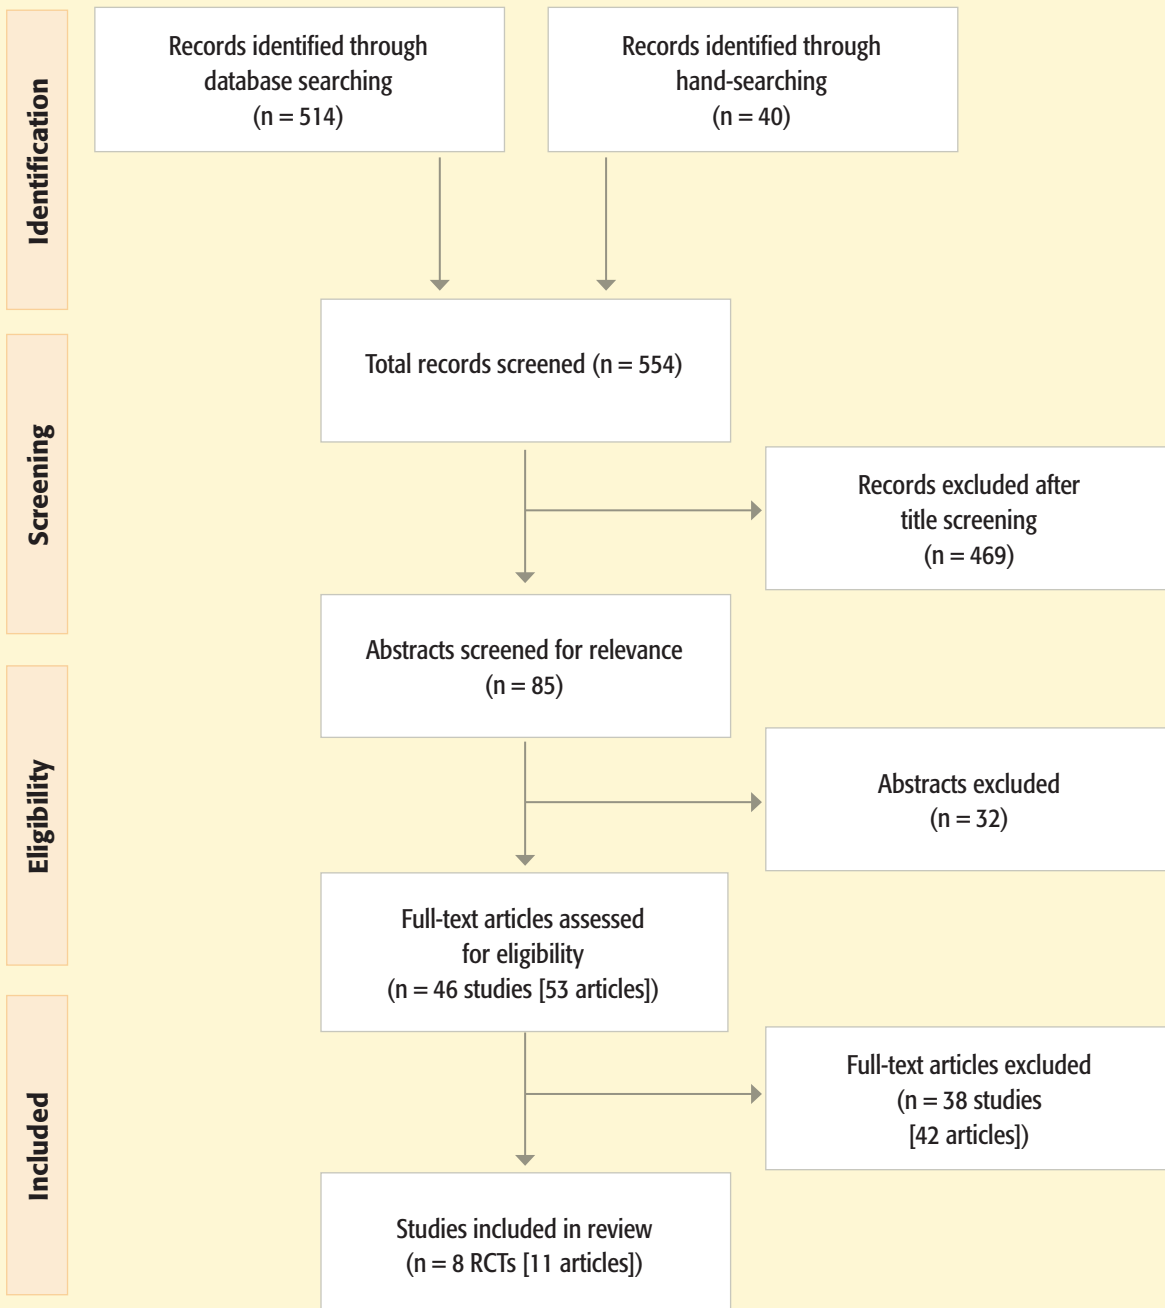 Identification
Records identified through
database searching
(n = 514)
Records identified through
hand-searching
(n = 40)
Screening
Total records screened (n = 554)
Records excluded after
title screening
(n = 469)
Abstracts screened for relevance
(n = 85)
Eligibility
Abstracts excluded
(n = 32)
Full-text articles assessed
for eligibility
(n = 46 studies [53 articles])
Included
Full-text articles excluded
(n = 38 studies
[42 articles])
Studies included in review
(n = 8 RCTs [11 articles])